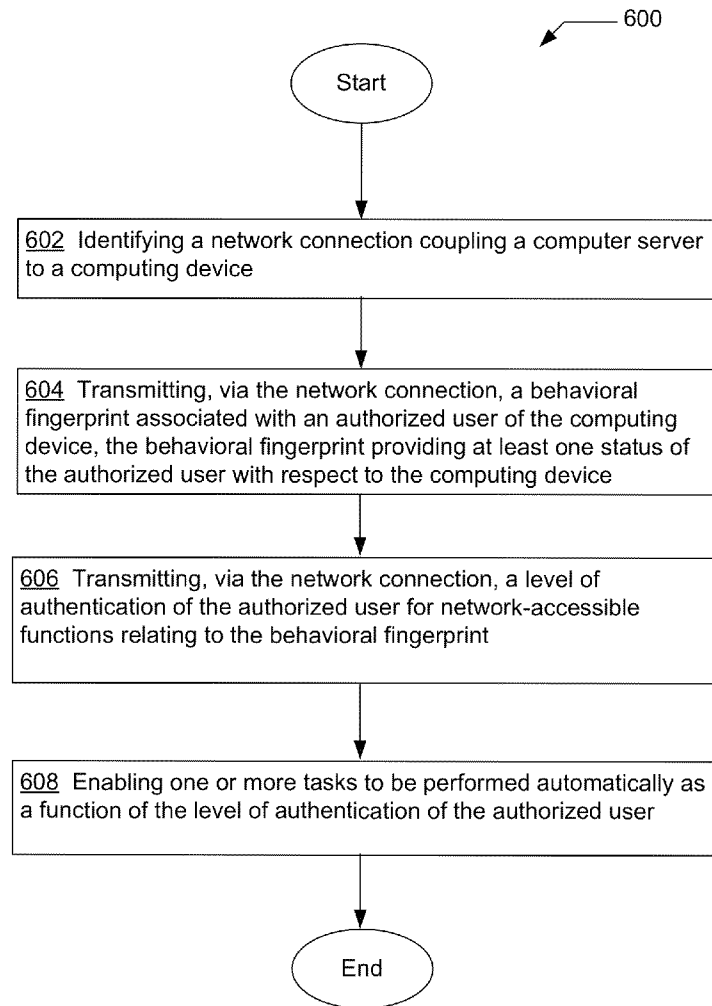 600
Start
602 Identifying a network connection coupling a computer server
to a computing device
604 Transmitting, via the network connection, a behavioral
fingerprint associated with an authorized user of the computing
device, the behavioral fingerprint providing at least one status of
the authorized user with respect to the computing device
606 Transmitting, via the network connection, a level of
authentication of the authorized user for network-accessible
functions relating to the behavioral fingerprint
608 Enabling one or more tasks to be performed automatically as
a function of the level of authentication of the authorized user
End